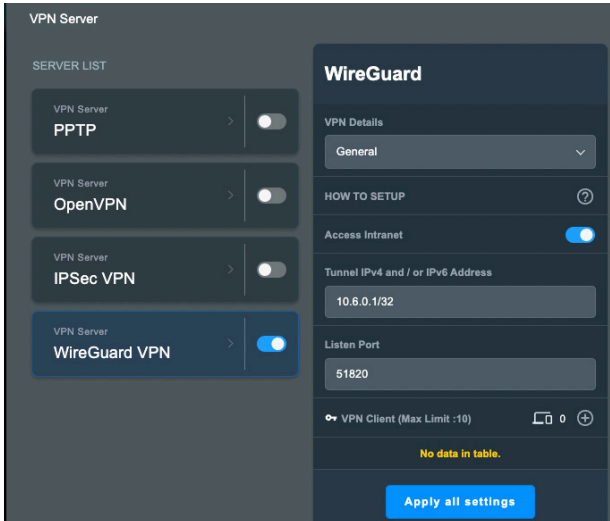 VPN Server
SERVER LIST
VPN Server
PPTP
VPN Server
OpenVPN
VPN Server
IPSec VPN
VPN Server
WireGuard VPN
WireGuard
VPN Details
General
HOW TO SETUP
Access Intranet
Tunnel IPv4 and / or IPv6 Address
10.6.0.1/32
Listen Port
51820
VPN Client (Max Limit :10) 0
No data in table.
Apply all settings